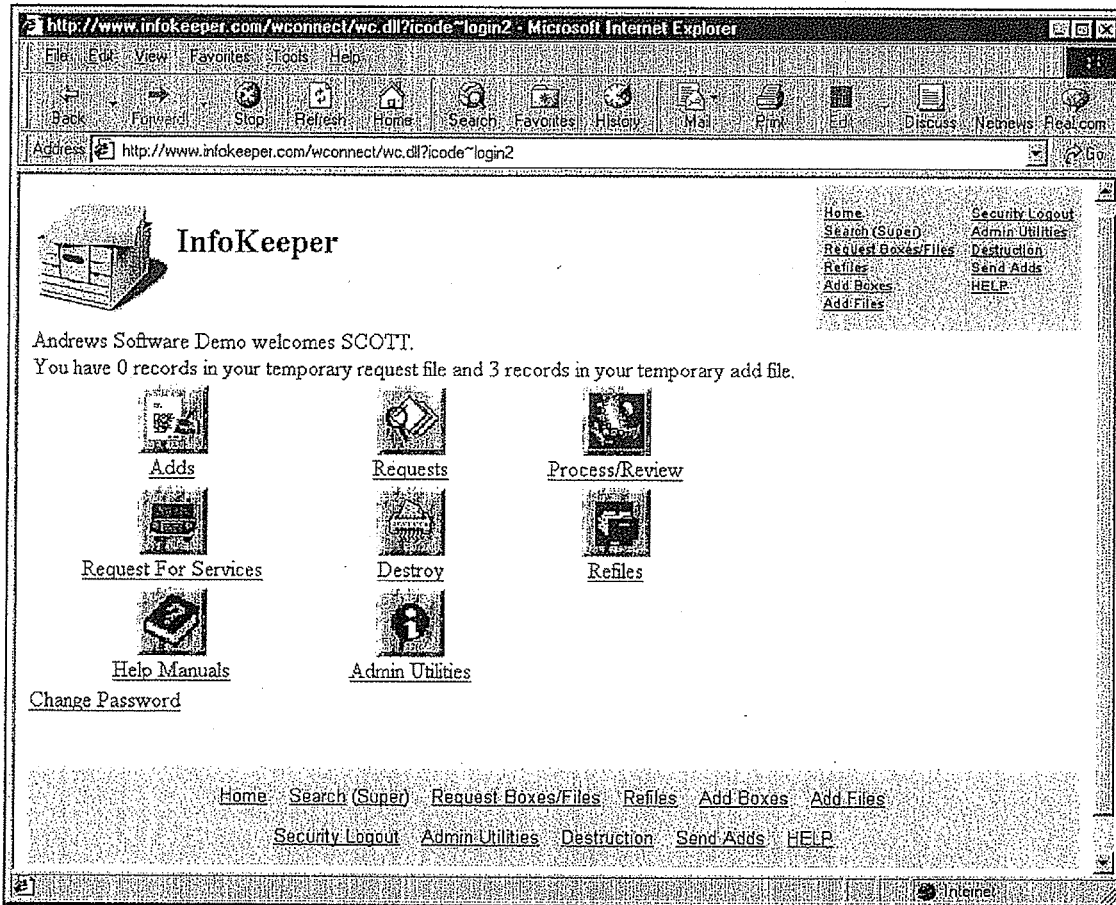 http://www.infokeeper.com/wconnect/wc.dll?icode~login2 - Microsoft Internet Explorer
File Edit View Favorites Tools Help
Back Forward Stop Refresh Home Search Favorites History Mail Print Edit Discuss Netnews Real.com
Address http://www.infokeeper.com/wconnect/wc.dll?icode~login2 Go
InfoKeeper
Home Security Logout
Search (Super) Admin Utilities
Request Boxes/Files Destruction
Refiles Send Adds
Add Boxes HELP
Add Files
Andrews Software Demo welcomes SCOTT.
You have 0 records in your temporary request file and 3 records in your temporary add file.
Adds Requests Process/Review
Request For Services Destroy Refiles
Help Manuals Admin Utilities
Change Password
Home Search (Super) Request Boxes/Files Refiles Add Boxes Add Files
Security Logout Admin Utilities Destruction Send Adds HELP
Internet